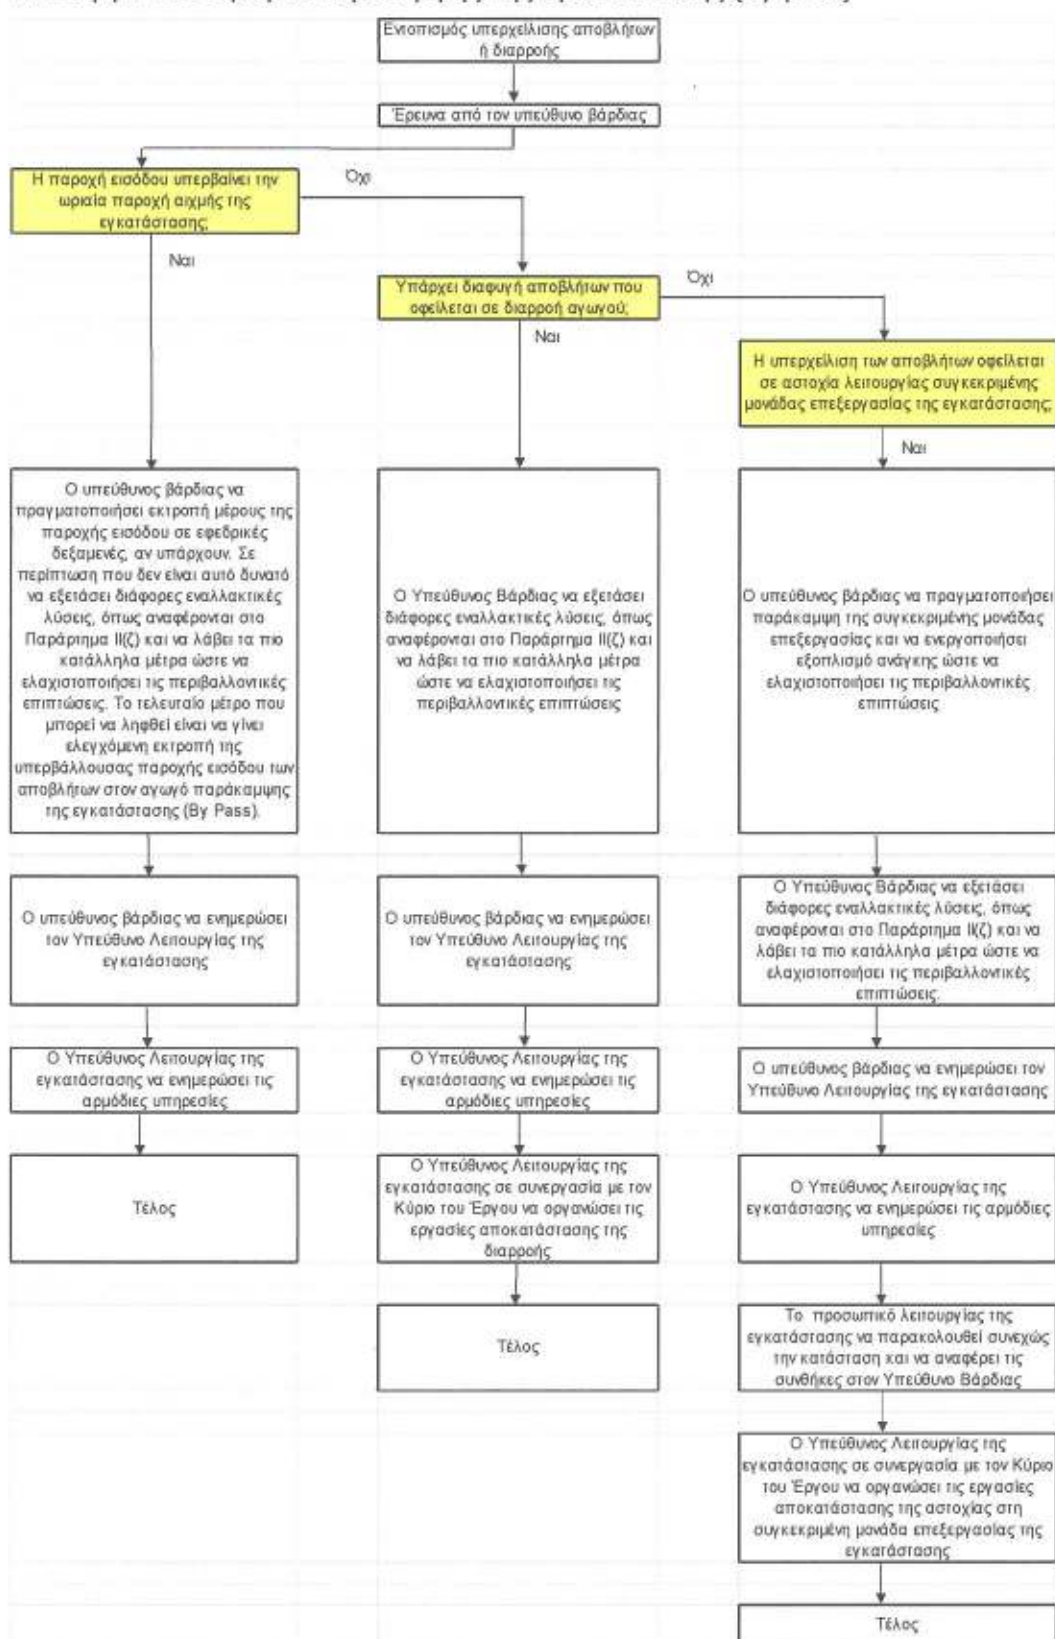 Εντοπισμός υπερχείλισης αποβλήτων
ή διαρροής
Έρευνα από τον υπεύθυνο βάρδιας
Η παροχή εισόδου υπερβαίνει την
ωριαία παροχή αιχμής της
εγκατάστασης;
Όχι
Ναι
Υπάρχει διαφυγή αποβλήτων που
οφείλεται σε διαρροή αγωγού;
Όχι
Ναι
Η υπερχείλιση των αποβλήτων οφείλεται
σε αστοχία λειτουργίας συγκεκριμένης
μονάδας επεξεργασίας της εγκατάστασης;
Ναι
Ο υπεύθυνος βάρδιας να
πραγματοποιήσει εκτροπή μέρους της
παροχής εισόδου σε εφεδρικές
δεξαμενές, αν υπάρχουν. Σε
περίπτωση που δεν είναι αυτό δυνατό
να εξετάσει διάφορες εναλλακτικές
λύσεις, όπως αναφέρονται στο
Παράρτημα ΙΙ(ζ) και να λάβει τα πιο
κατάλληλα μέτρα ώστε να
ελαχιστοποιήσει τις περιβαλλοντικές
επιπτώσεις. Το τελευταίο μέτρο που
μπορεί να ληφθεί είναι να γίνει
ελεγχόμενη εκτροπή της
υπερβάλλουσας παροχής εισόδου των
αποβλήτων στον αγωγό παράκαμψης
της εγκατάστασης (By Pass).
Ο Υπεύθυνος Βάρδιας να εξετάσει
διάφορες εναλλακτικές λύσεις, όπως
αναφέρονται στο Παράρτημα ΙΙ(ζ) και
να λάβει τα πιο κατάλληλα μέτρα
ώστε να ελαχιστοποιήσει τις
περιβαλλοντικές επιπτώσεις
Ο υπεύθυνος βάρδιας να πραγματοποιήσει
παράκαμψη της συγκεκριμένης μονάδας
επεξεργασίας και να ενεργοποιήσει
εξοπλισμό ανάγκης ώστε να
ελαχιστοποιήσει τις περιβαλλοντικές
επιπτώσεις
Ο υπεύθυνος βάρδιας να ενημερώσει
τον Υπεύθυνο Λειτουργίας της
εγκατάστασης
Ο υπεύθυνος βάρδιας να ενημερώσει
τον Υπεύθυνο Λειτουργίας της
εγκατάστασης
Ο Υπεύθυνος Βάρδιας να εξετάσει
διάφορες εναλλακτικές λύσεις, όπως
αναφέρονται στο Παράρτημα ΙΙ(ζ) και να
λάβει τα πιο κατάλληλα μέτρα ώστε να
ελαχιστοποιήσει τις περιβαλλοντικές
επιπτώσεις.
Ο Υπεύθυνος Λειτουργίας της
εγκατάστασης να ενημερώσει τις
αρμόδιες υπηρεσίες
Ο Υπεύθυνος Λειτουργίας της
εγκατάστασης να ενημερώσει τις
αρμόδιες υπηρεσίες
Ο υπεύθυνος βάρδιας να ενημερώσει τον
Υπεύθυνο Λειτουργίας της εγκατάστασης
Τέλος
Ο Υπεύθυνος Λειτουργίας της
εγκατάστασης σε συνεργασία με τον
Κύριο του Έργου να οργανώσει τις
εργασίες αποκατάστασης της
διαρροής
Ο Υπεύθυνος Λειτουργίας της
εγκατάστασης να ενημερώσει τις αρμόδιες
υπηρεσίες
Τέλος
Το προσωπικό λειτουργίας της
εγκατάστασης να παρακολουθεί συνεχώς
την κατάσταση και να αναφέρει τις
συνθήκες στον Υπεύθυνο Βάρδιας
Ο Υπεύθυνος Λειτουργίας της
εγκατάστασης σε συνεργασία με τον Κύριο
του Έργου να οργανώσει τις εργασίες
αποκατάστασης της αστοχίας στη
συγκεκριμένη μονάδα επεξεργασίας της
εγκατάστασης
Τέλος